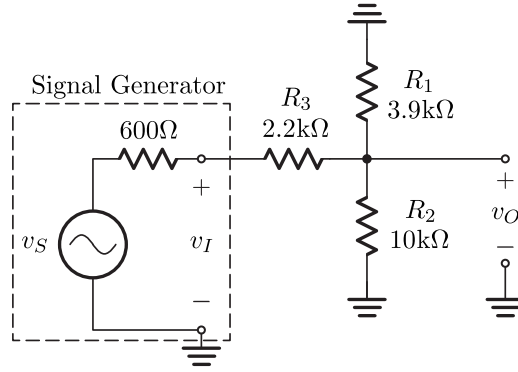 Signal Generator
600Ω
R3
2.2kΩ
R1
3.9kΩ
+
vS
vI
−
R2
10kΩ
+
vO
−